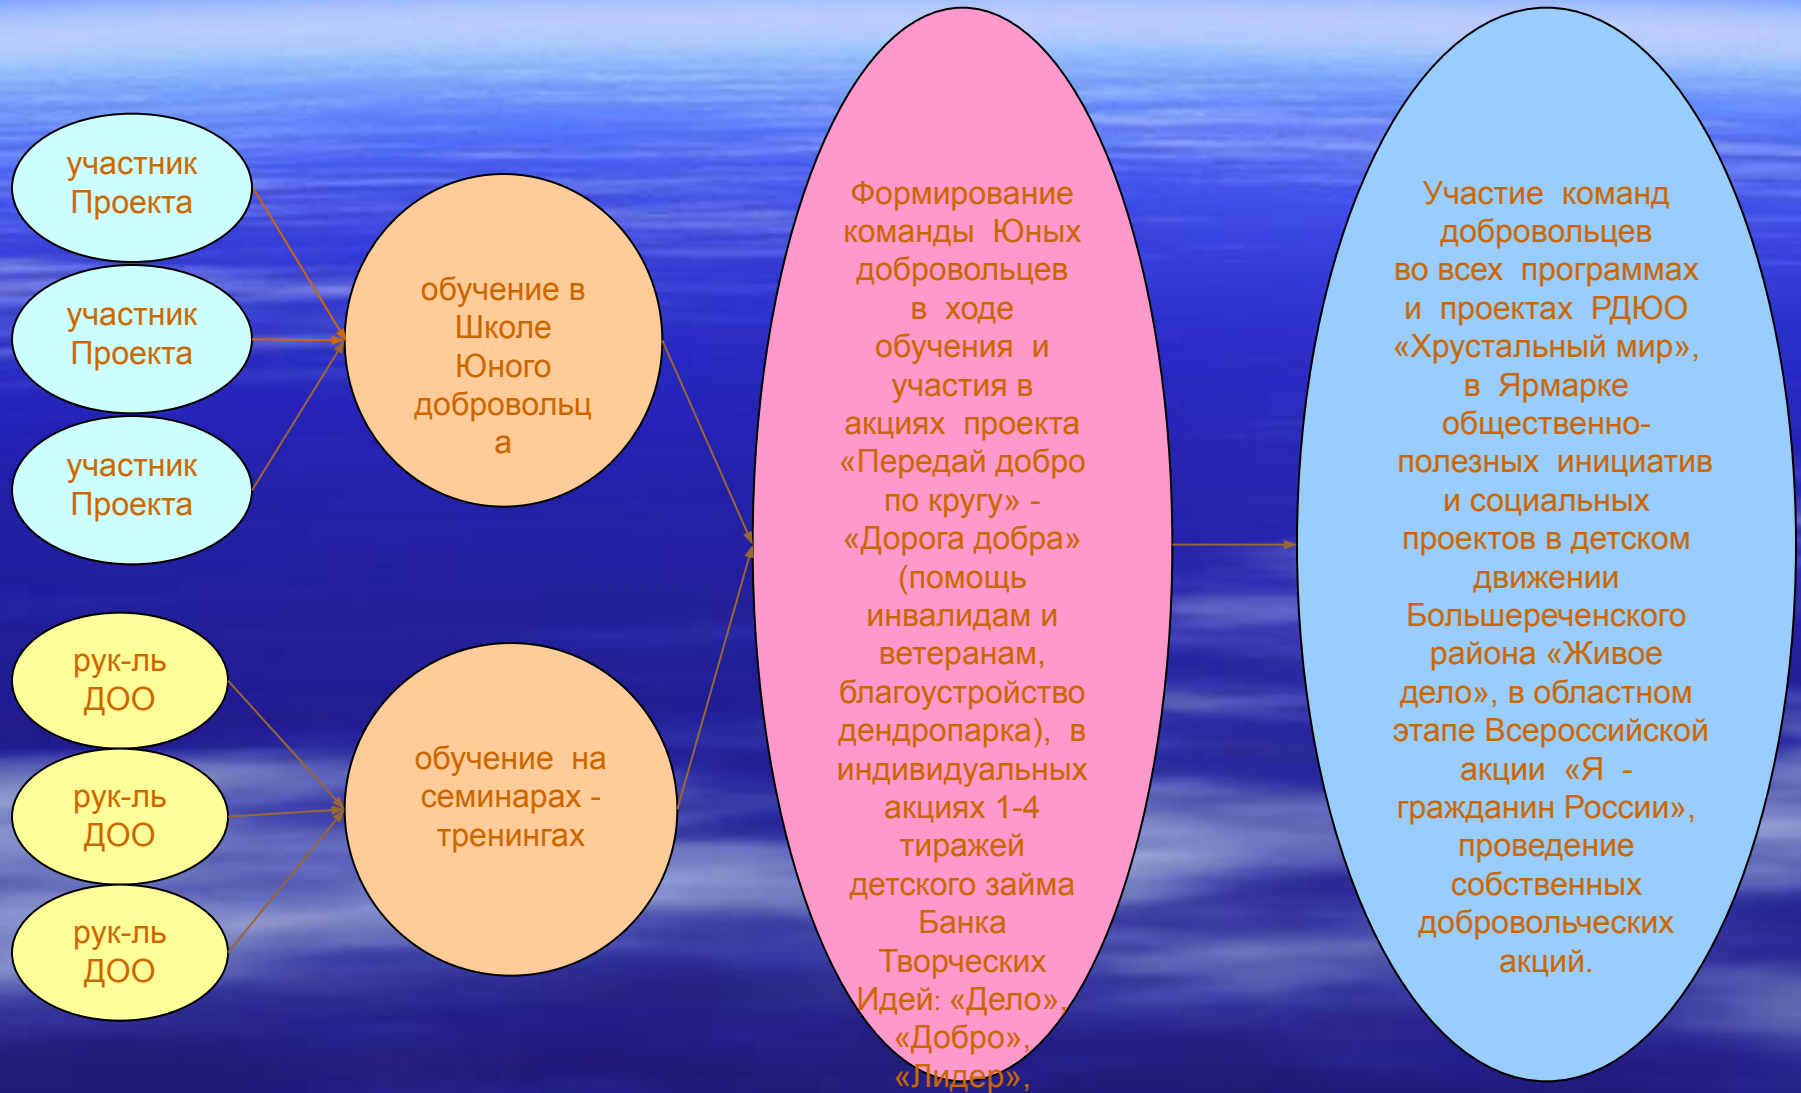 участник
Проекта
участник
Проекта
участник
Проекта
рук-ль
ДОО
рук-ль
ДОО
рук-ль
ДОО
обучение в
Школе
Юного
добровольц
а
обучение на
семинарах -
тренингах
Формирование
команды Юных
добровольцев
в ходе
обучения и
участия в
акциях проекта
«Передай добро
по кругу» -
«Дорога добра»
(помощь
инвалидам и
ветеранам,
благоустройство
дендропарка), в
индивидуальных
акциях 1-4
тиражей
детского займа
Банка
Творческих
Идей: «Дело»,
«Добро»,
«Лидер»,
Участие команд
добровольцев
во всех программах
и проектах РДЮО
«Хрустальный мир»,
в Ярмарке
общественно-
полезных инициатив
и социальных
проектов в детском
движении
Большереченского
района «Живое
дело», в областном
этапе Всероссийской
акции «Я -
гражданин России»,
проведение
собственных
добровольческих
акций.